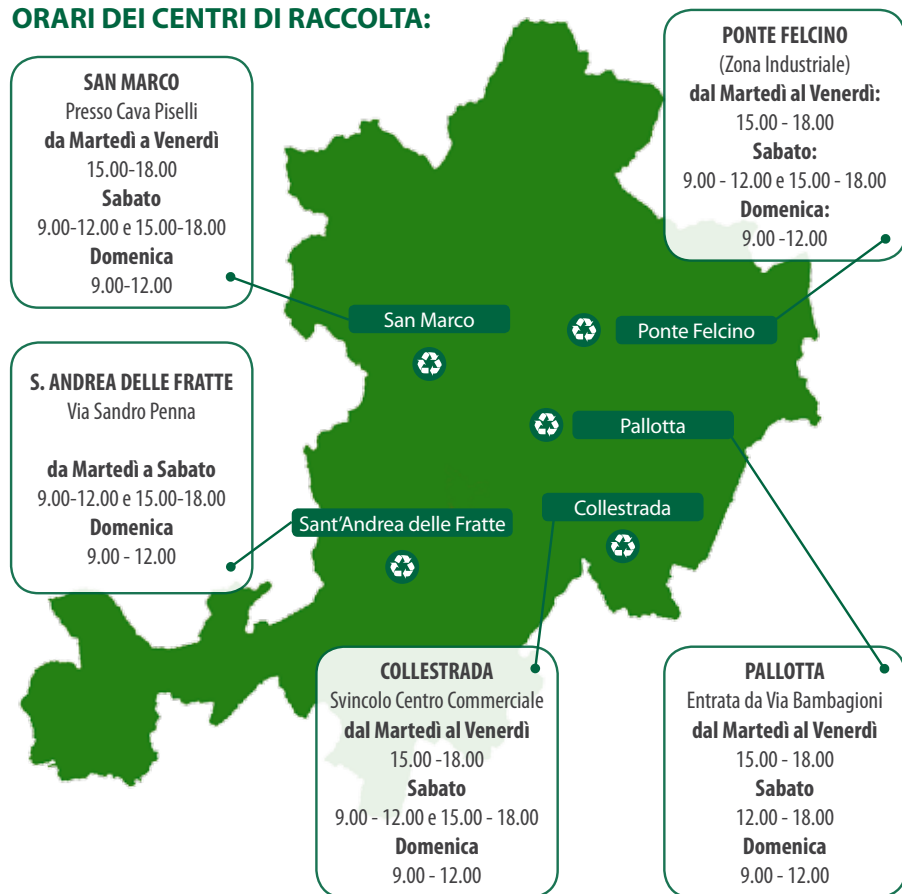 ORARI DEI CENTRI DI RACCOLTA:
SAN MARCO
Presso Cava Piselli
da Martedì a Venerdì
15.00-18.00
Sabato
9.00-12.00 e 15.00-18.00
Domenica
9.00-12.00
PONTE FELCINO
(Zona Industriale)
dal Martedì al Venerdì:
15.00 - 18.00
Sabato:
9.00 - 12.00 e 15.00 - 18.00
Domenica:
9.00 -12.00
San Marco
Ponte Felcino
S. ANDREA DELLE FRATTE
Via Sandro Penna
da Martedì a Sabato
9.00-12.00 e 15.00-18.00
Domenica
9.00 - 12.00
Pallotta
Collestrada
Sant'Andrea delle Fratte
COLLESTRADA
Svincolo Centro Commerciale
dal Martedì al Venerdì
15.00 -18.00
Sabato
9.00 - 12.00 e 15.00 - 18.00
Domenica
9.00 - 12.00
PALLOTTA
Entrata da Via Bambagioni
dal Martedì al Venerdì
15.00 - 18.00
Sabato
12.00 - 18.00
Domenica
9.00 - 12.00